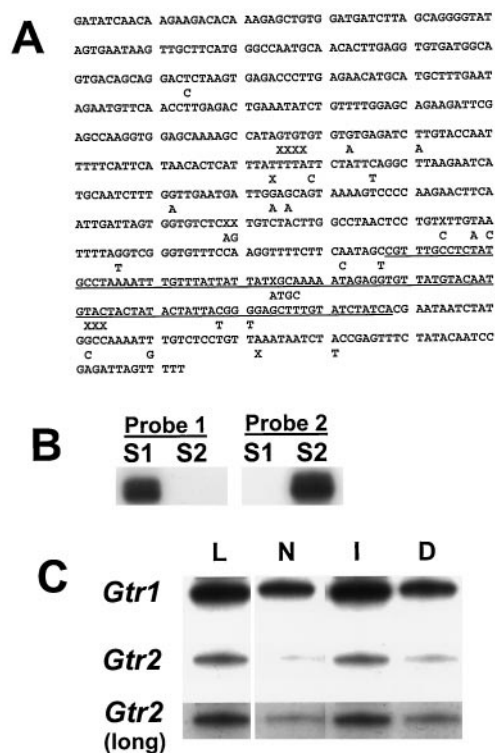 A
GATATCAACA AGAAGACACA AAGAGCTGTG GATGATCTTA GCAGGGGTAT
AGTGAATAAG TTGCTTCATG GGCCAATGCA ACACTTGAGG TGTGATGGCA
GTGACAGCAG GACTCTAAGT GAGACCCTTG AGAACATGCA TGCTTTGAAT
C
AGAATGTTCA ACCTTGAGACT GAAATATCT GTTTTGGAGC AGAAGATTCG
AGCCAAGGTG GAGCAAAAGC CATAGTGTGT GTGTGAGATC TTGTACCAAT
XXXX A A
TTTTCATTCA TAACACTCAT TTATTTTATT CTATTCAGGC TTAAGAATCA
X C T
TGCAATCTTT GGTTGAATGA TTGGAGCAGT AAAAGTCCCC AAGAACTTCA
A A A
ATTGATTAGT GGTGTCTCXX TGTCTACTTG GCCTAACTCC TGTXTTGTAA
AG C A C
TTTTAGGTCG GGTGTTTCCA AGGTTTTCTT CAATAGCCGT TTGCCTCTAT
T C T
GCCTAAAATT TGTTTATTAT TATXGCAAAA ATAGAGGTGT TATGTACAAT
ATGC
GTACTACTAT ACTATTACGG GGAGCTTTGT ATCTATCACG AATAATCTAT
XXX T T
GGCCAAAATT TGTCTCCTGT TAAATAATCT ACCGAGTTTC TATACAATCC
C G X T
GAGATTAGTT TTT
B
Probe 1 Probe 2
S1 S2 S1 S2
C
L N I D
Gtr1
Gtr2
Gtr2
(long)